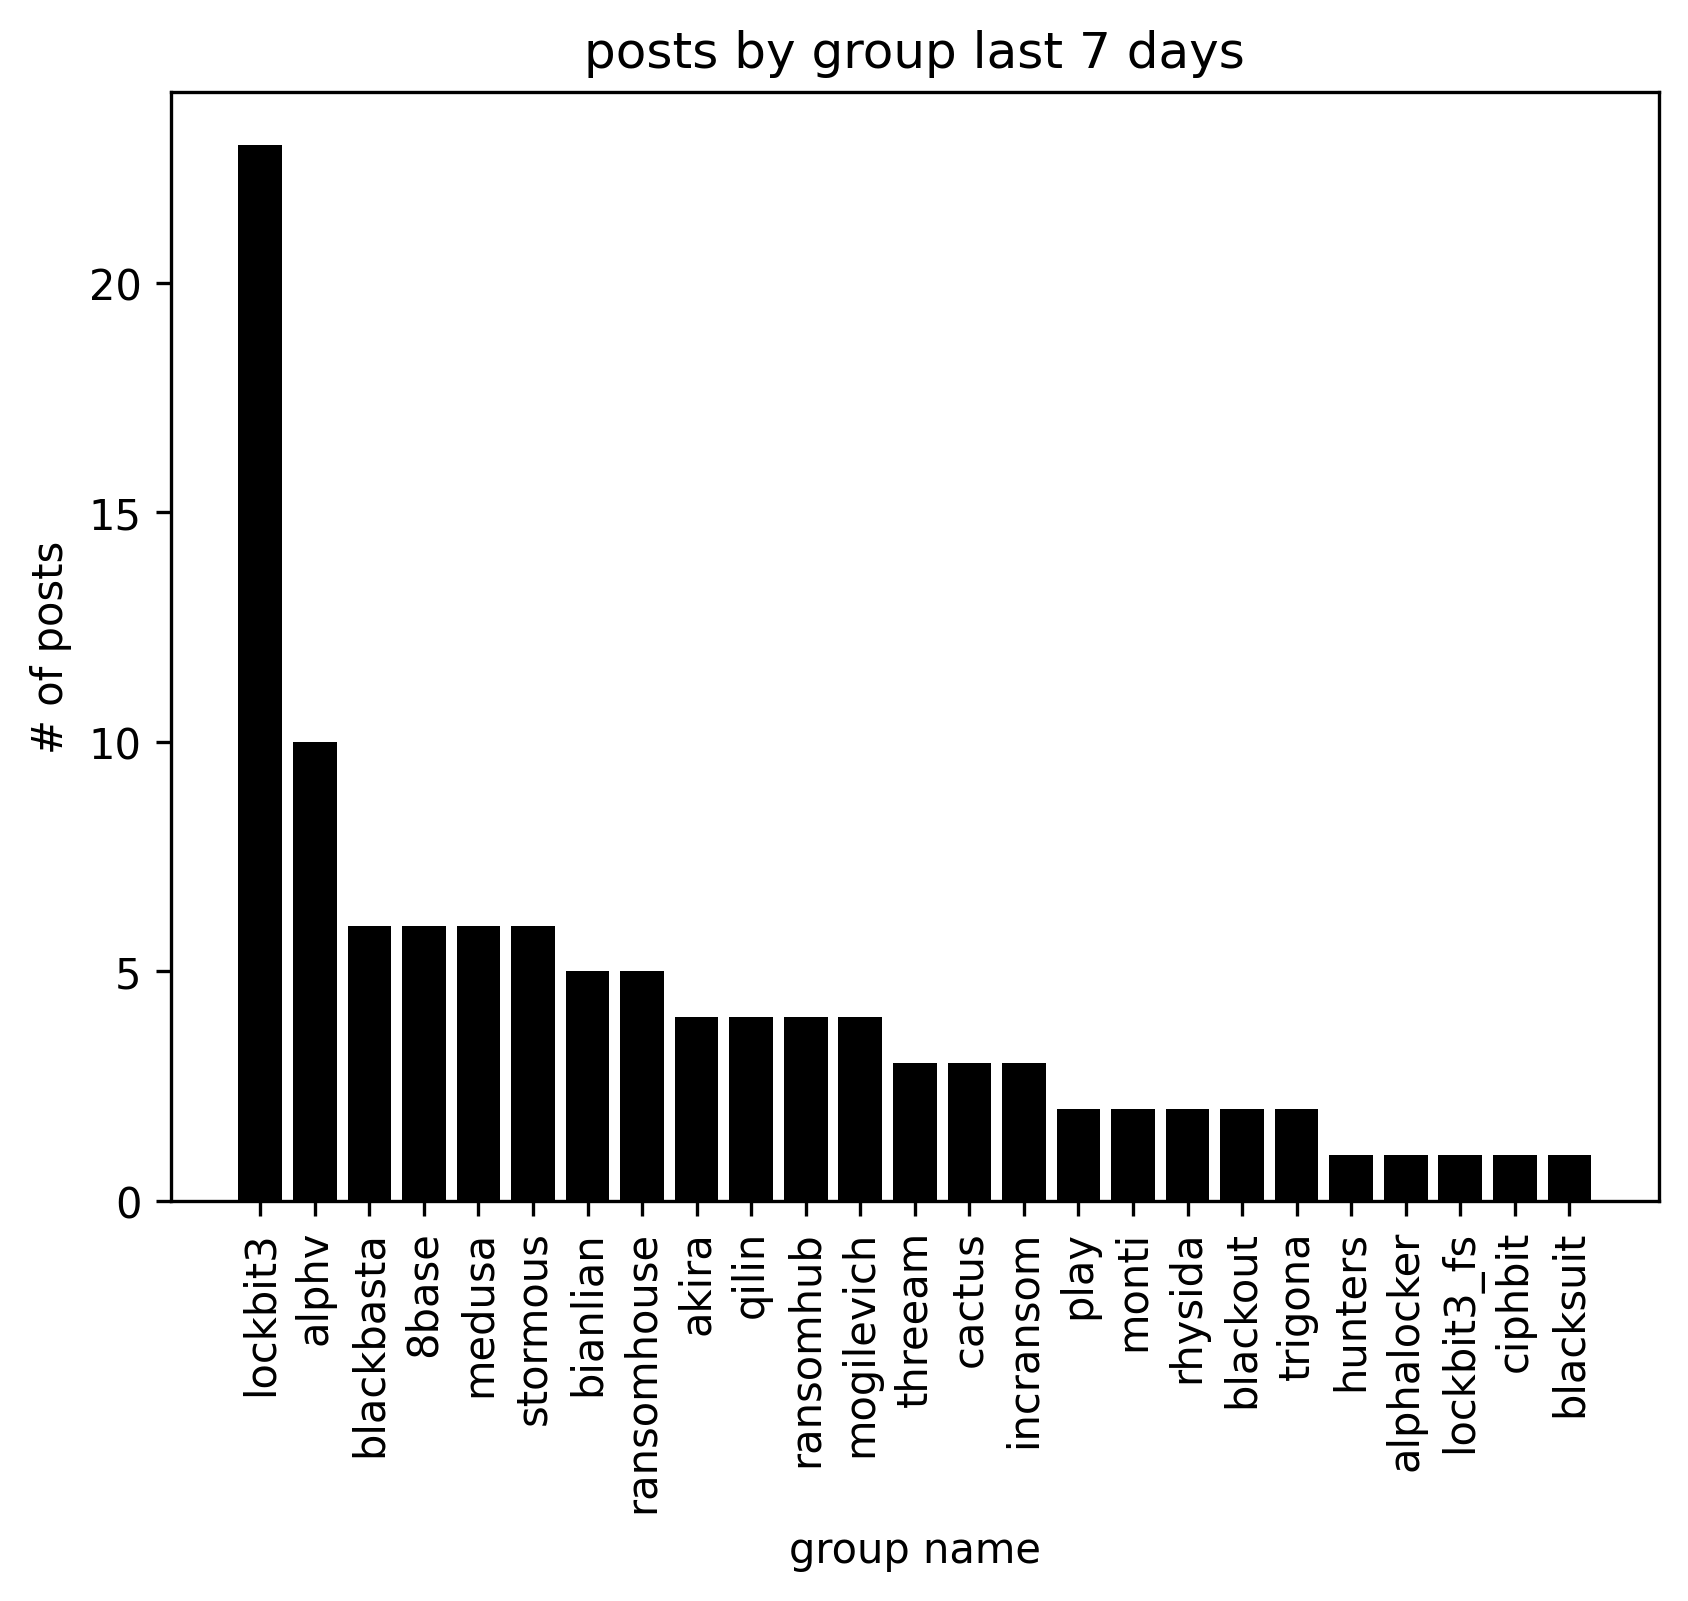 posts by group last 7 days
# of posts
20
15
10
5
0
lockbit3
alphv
blackbasta
8base
medusa
stormous
bianlian
ransomhouse
akira
qilin
ransomhub
mogilevich
threeam
cactus
incransom
play
monti
rhysida
blackout
trigona
hunters
alphalocker
lockbit3_fs
ciphbit
blacksuit
group name